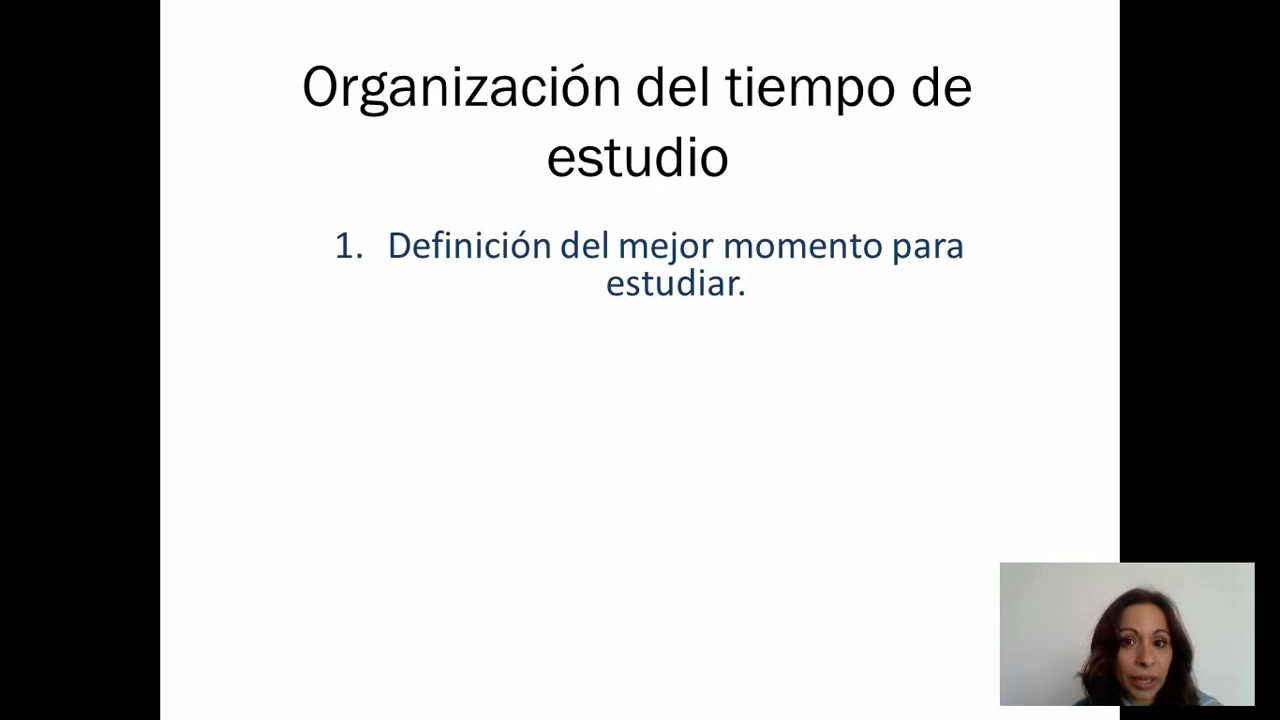 Organización del tiempo de
estudio
1. Definición del mejor momento para
estudiar.